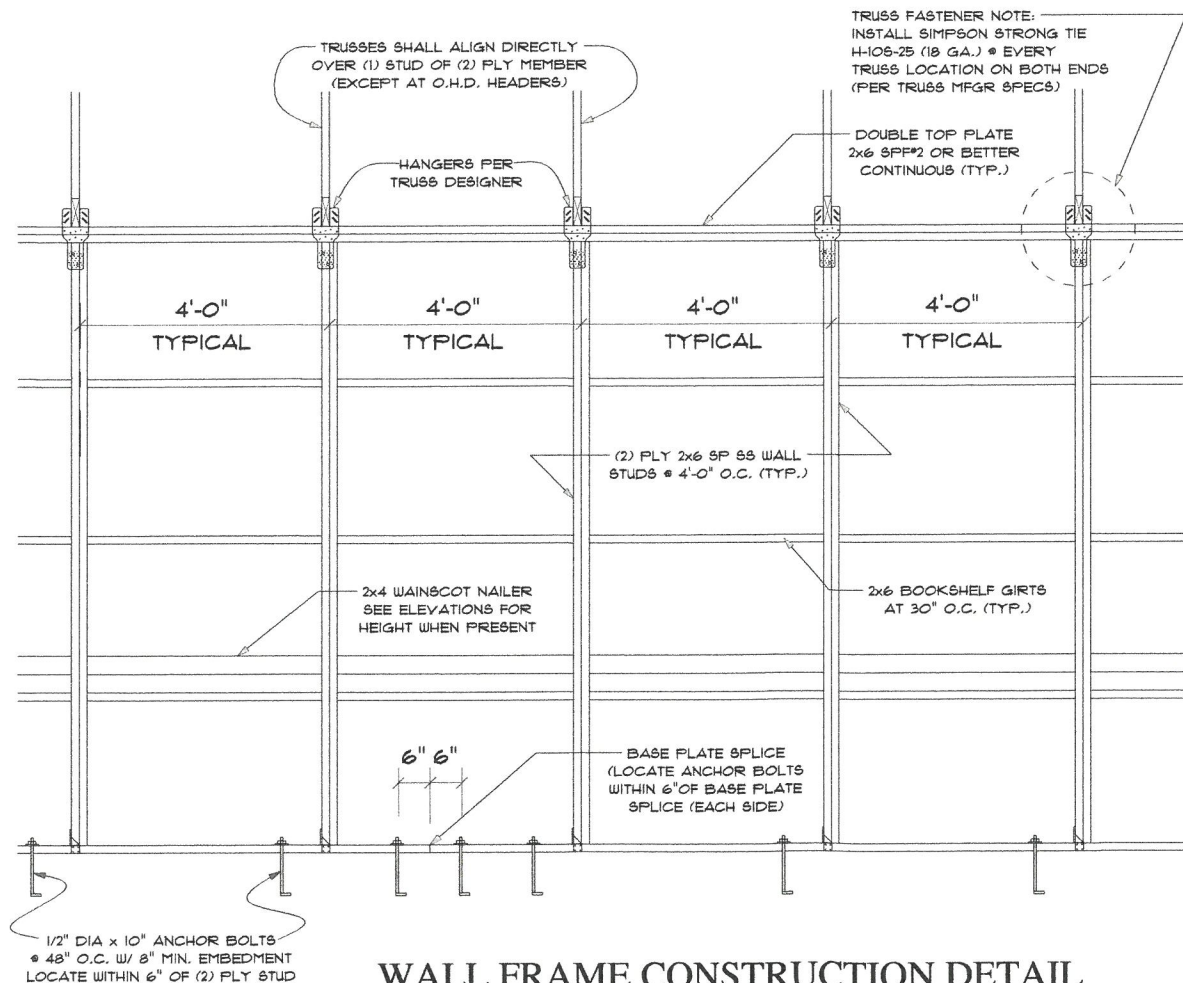 TRUSSES SHALL ALIGN DIRECTLY
OVER (1) STUD OF (2) PLY MEMBER
(EXCEPT AT O.H.D. HEADERS)
TRUSS FASTENER NOTE:
INSTALL SIMPSON STRONG TIE
H-10S-25 (18 GA.) @ EVERY
TRUSS LOCATION ON BOTH ENDS
(PER TRUSS MFGR SPECS)
HANGERS PER
TRUSS DESIGNER
DOUBLE TOP PLATE
2x6 SPF#2 OR BETTER
CONTINUOUS (TYP.)
4'-0"
TYPICAL
4'-0"
TYPICAL
4'-0"
TYPICAL
4'-0"
TYPICAL
(2) PLY 2x6 SP SS WALL
STUDS @ 4'-0" O.C. (TYP.)
2x4 WAINSCOT NAILER
SEE ELEVATIONS FOR
HEIGHT WHEN PRESENT
2x6 BOOKSHELF GIRTS
AT 30" O.C. (TYP.)
6" 6"
BASE PLATE SPLICE
(LOCATE ANCHOR BOLTS
WITHIN 6"OF BASE PLATE
SPLICE (EACH SIDE)
1/2" DIA x 10" ANCHOR BOLTS
@ 48" O.C. W/ 8" MIN. EMBEDMENT
LOCATE WITHIN 6" OF (2) PLY STUD
WALL FRAME CONSTRUCTION DETAIL